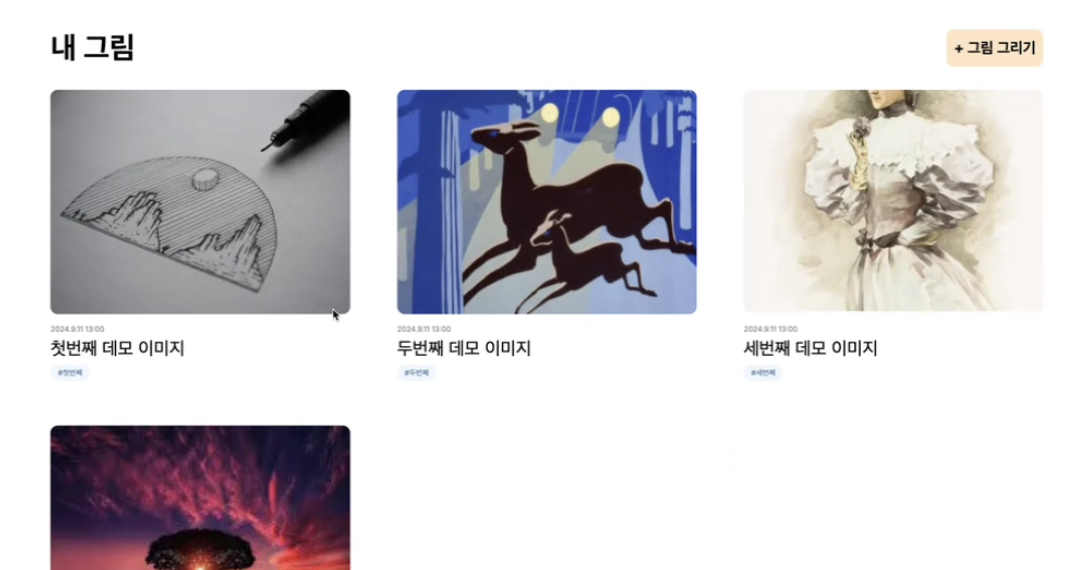 내 그림
+ 그림 그리기
2024.9.11 13:00
첫번째 데모 이미지
#첫번째
2024.9.11 13:00
두번째 데모 이미지
#두번째
2024.9.11 13:00
세번째 데모 이미지
#세번째